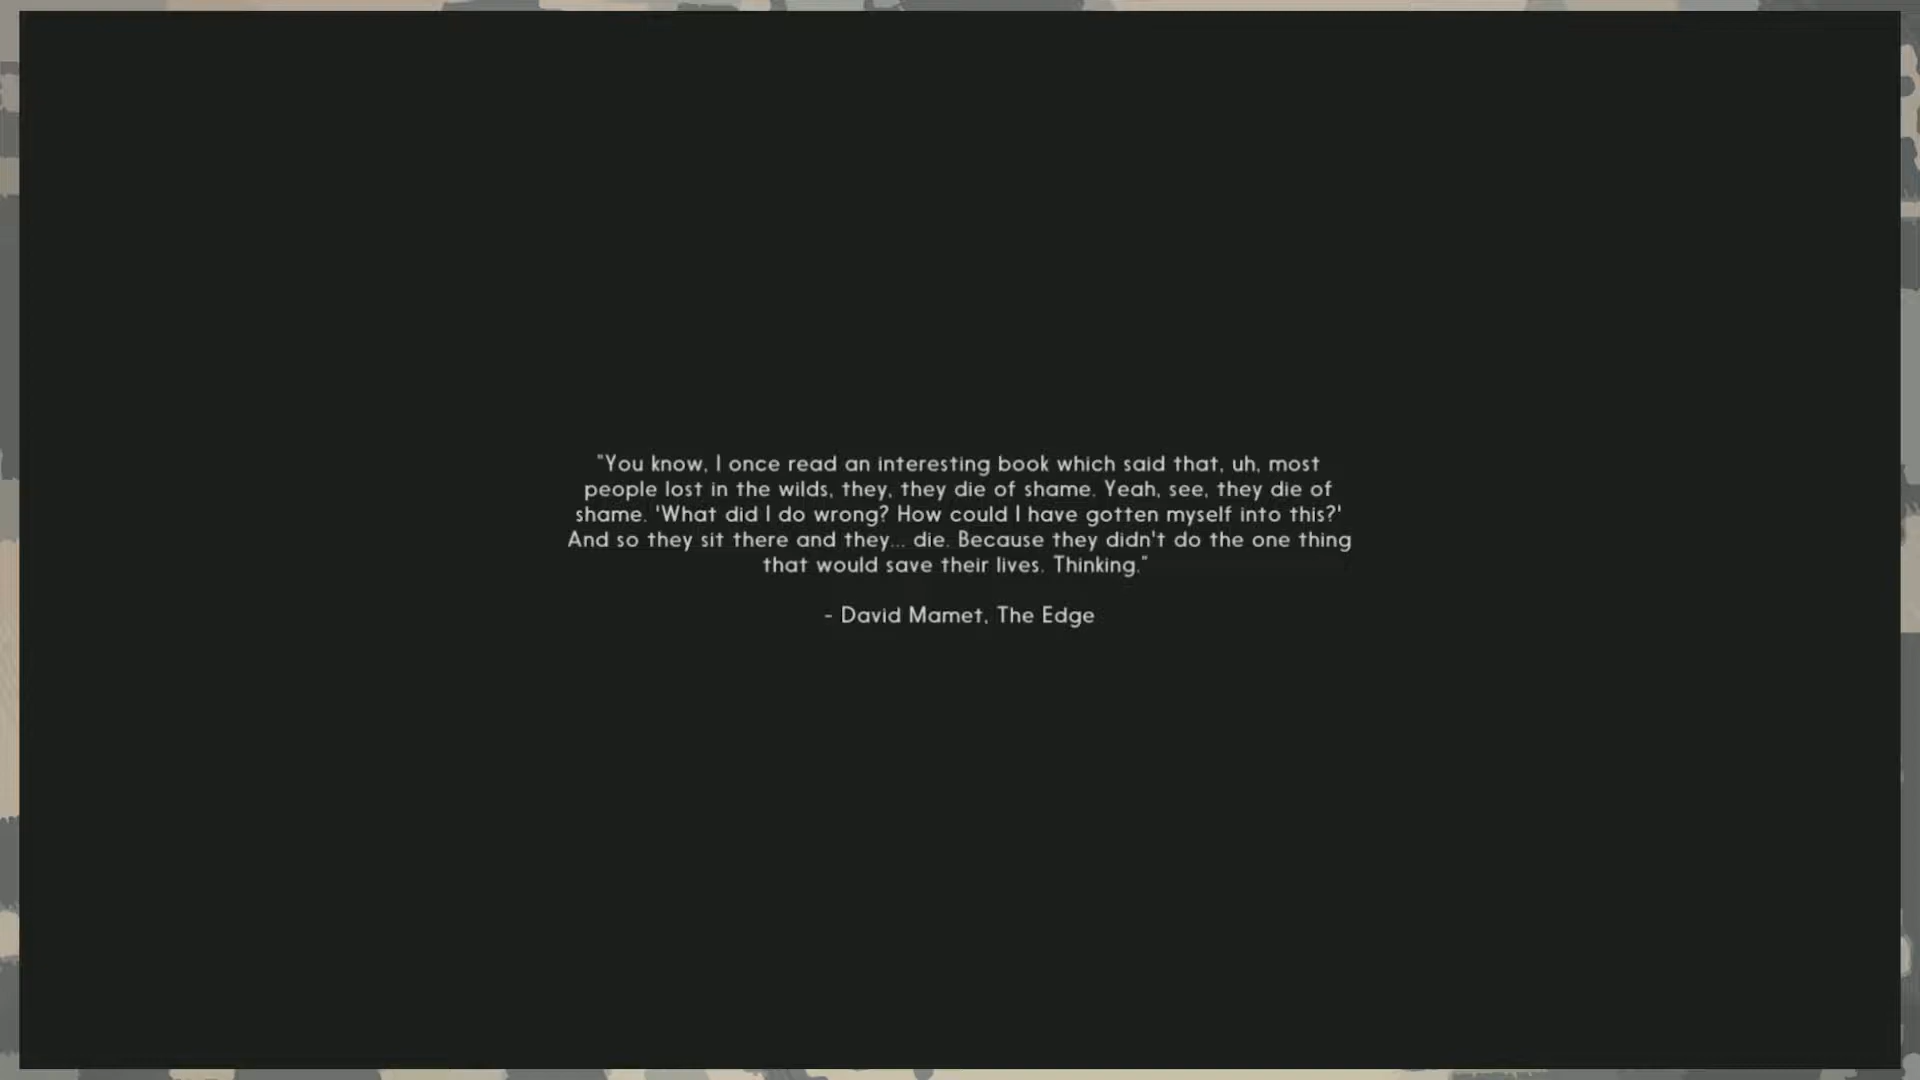 "You know, I once read an interesting book which said that, uh, most
people lost in the wilds, they, they die of shame. Yeah, see, they die of
shame. 'What did I do wrong? How could I have gotten myself into this?'
And so they sit there and they... die. Because they didn't do the one thing
that would save their lives. Thinking."
- David Mamet, The Edge